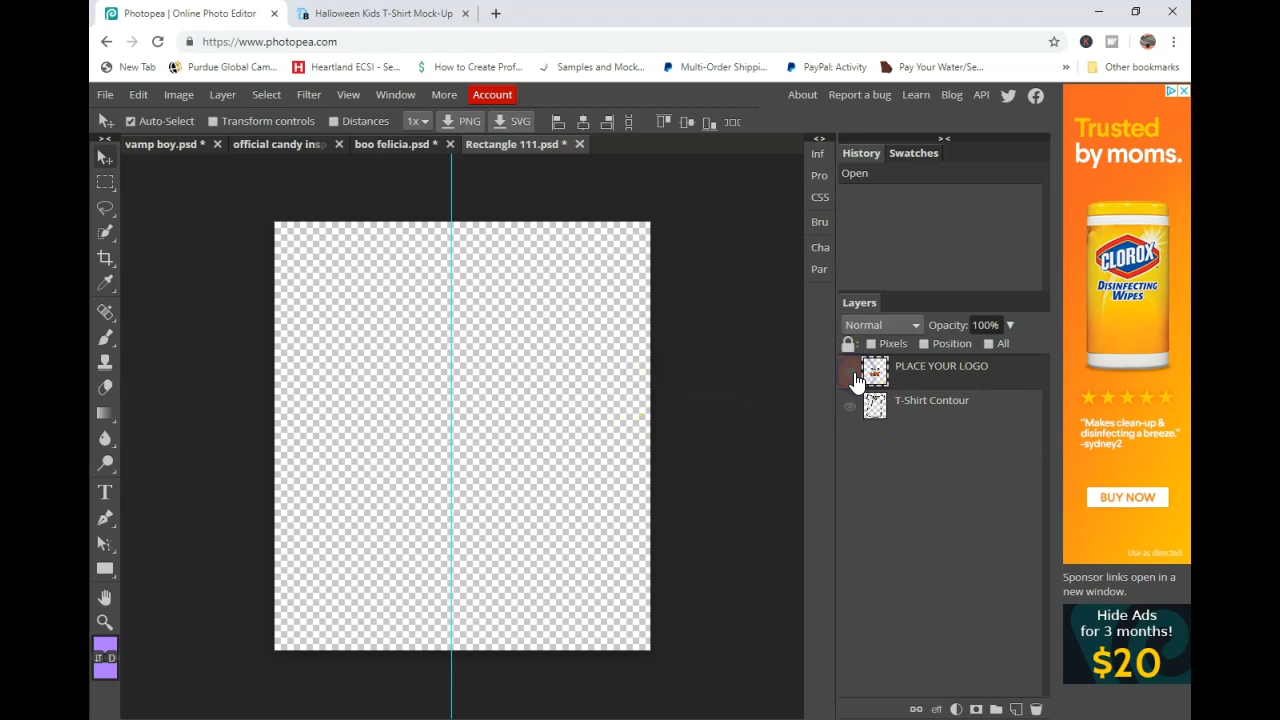 Photopea | Online Photo Editor
Halloween Kids T-Shirt Mock-Up
https://www.photopea.com
New Tab
Purdue Global Cam...
Heartland ECSI - Se...
How to Create Prof...
Samples and Mock...
Multi-Order Shippi...
PayPal: Activity
Pay Your Water/Se...
»
Other bookmarks
File Edit Image Layer Select Filter View Window More Account
About Report a bug Learn Blog API
Auto-Select Transform controls Distances 1x PNG SVG
vamp boy.psd *
official candy insp
boo felicia.psd *
Rectangle 111.psd *
Inf
Pro
CSS
Bru
Cha
Par
History Swatches
Open
Layers
Normal Opacity: 100%
: Pixels Position All
PLACE YOUR LOGO
T-Shirt Contour
eff
T
D
Trusted
by moms.
CLOROX
DISINFECTING
WIPES
"Makes clean-up &
disinfecting a breeze."
-sydney2
BUY NOW
Use as directed.
Sponsor links open in a
new window.
Hide Ads
for 3 months!
$20